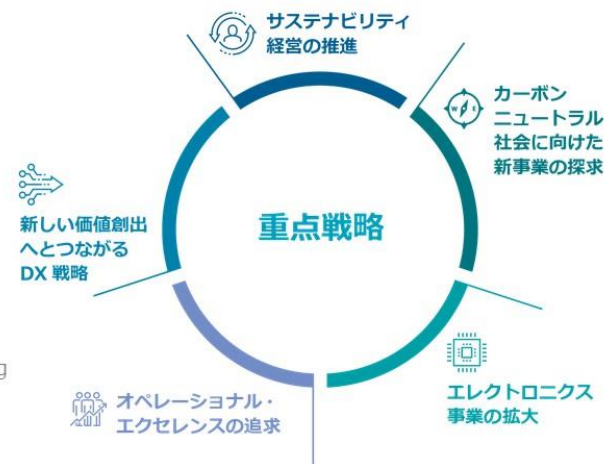 サステナビリティ
経営の推進
カーボン
ニュートラル
社会に向けた
新事業の探求
重点戦略
新しい価値創出
へとつながる
DX 戦略
エレクトロニクス
事業の拡大
オペレーショナル・
エクセレンスの追求
g
W
E